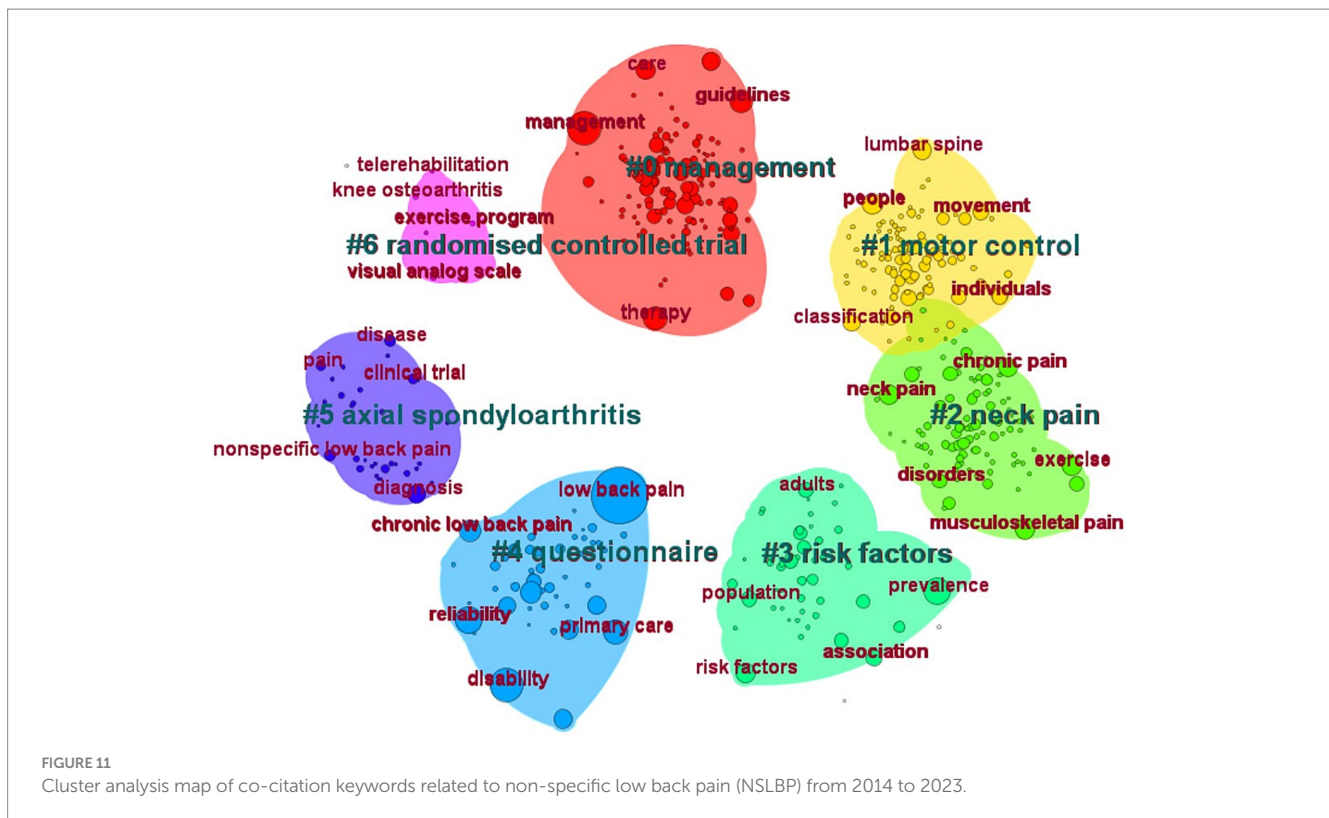 care
guidelines
management
#0 management
therapy
lumbar spine
people
movement
#1 motor control
individuals
classification
telerehabilitation
knee osteoarthritis
exercise program
#6 randomised controlled trial
visual analog scale
disease
pain
clinical trial
#5 axial spondyloarthritis
nonspecific low back pain
diagnosis
chronic pain
neck pain
#2 neck pain
exercise
disorders
musculoskeletal pain
low back pain
chronic low back pain
#4 questionnaire
reliability
primary care
disability
adults
#3 risk factors
population
prevalence
association
risk factors
FIGURE 11
Cluster analysis map of co-citation keywords related to non-specific low back pain (NSLBP) from 2014 to 2023.